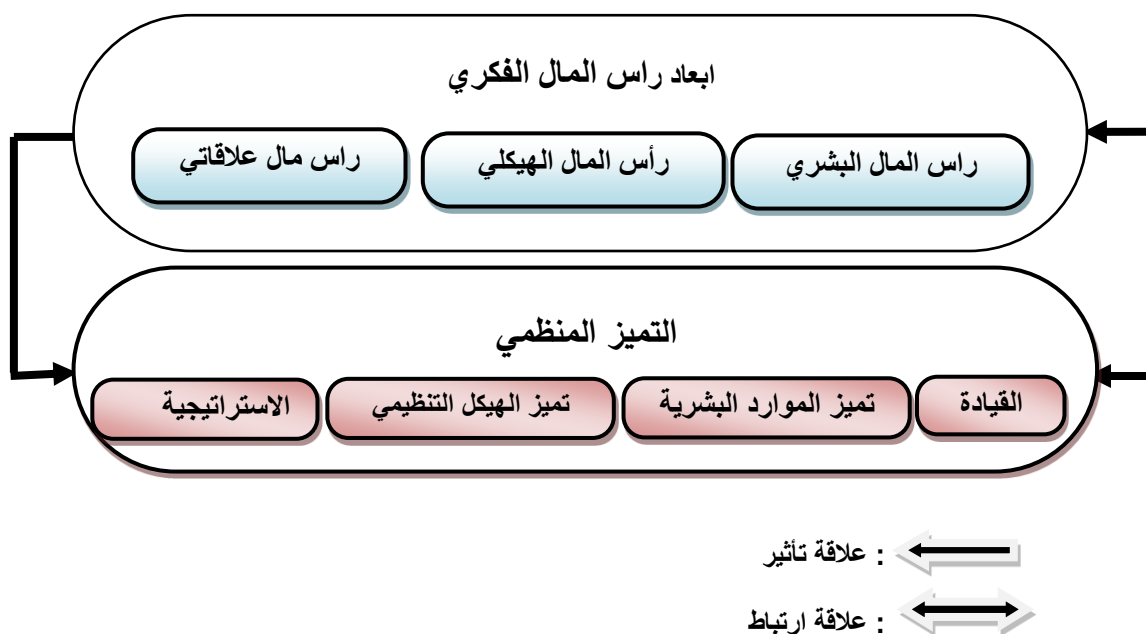 ابعاد راس المال الفكري
راس المال البشري
رأس المال الهيكلي
راس مال علاقاتي
التميز المنظمي
القيادة
تميز الموارد البشرية
تميز الهيكل التنظيمي
الاستراتيجية
: علاقة تأثير
: علاقة ارتباط